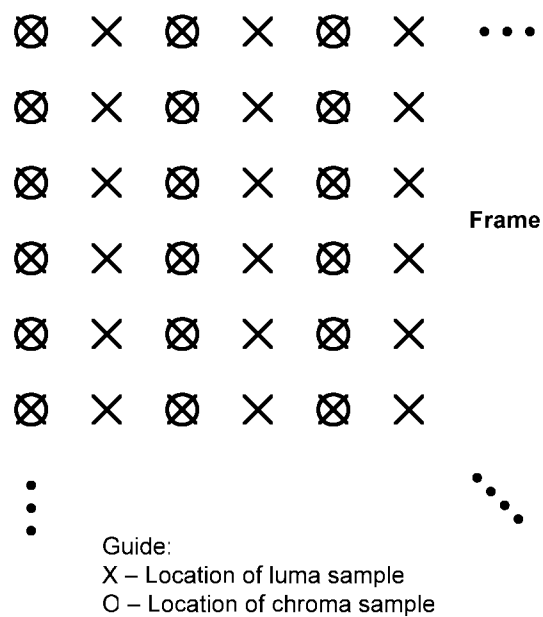 Frame
Guide:
X – Location of luma sample
O – Location of chroma sample